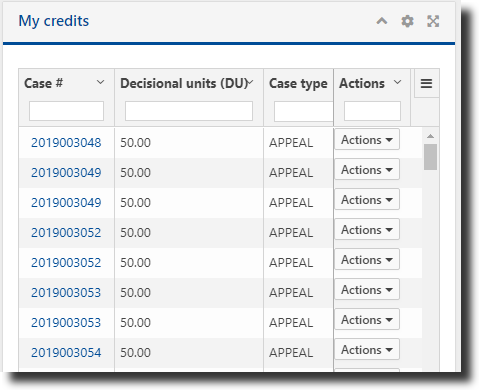 My credits
Case # Decisional units (DU) Case type Actions
2019003048 50.00 APPEAL Actions
2019003049 50.00 APPEAL Actions
2019003049 50.00 APPEAL Actions
2019003052 50.00 APPEAL Actions
2019003052 50.00 APPEAL Actions
2019003053 50.00 APPEAL Actions
2019003053 50.00 APPEAL Actions
2019003054 50.00 APPEAL Actions